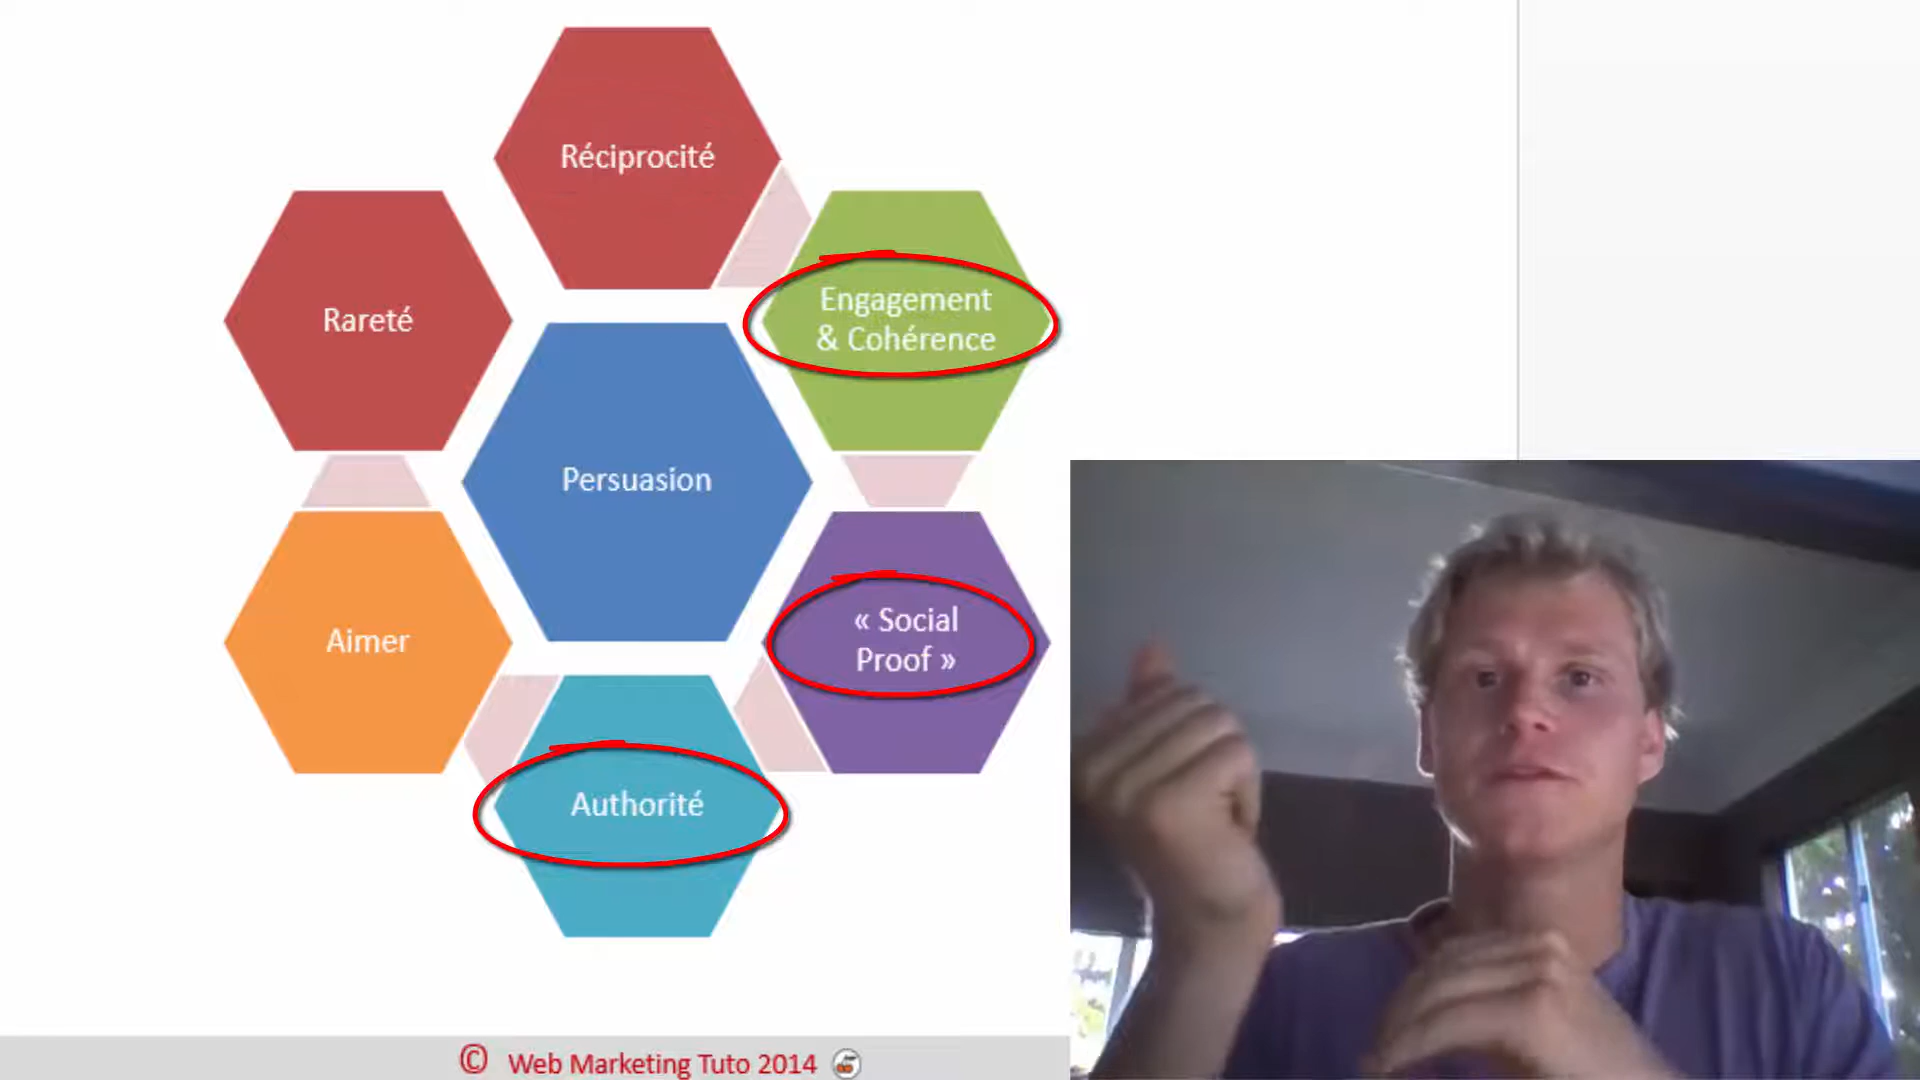 Réciprocité
Rareté
Engagement
& Cohérence
Persuasion
Aimer
« Social
Proof »
Authorité
© Web Marketing Tuto 2014